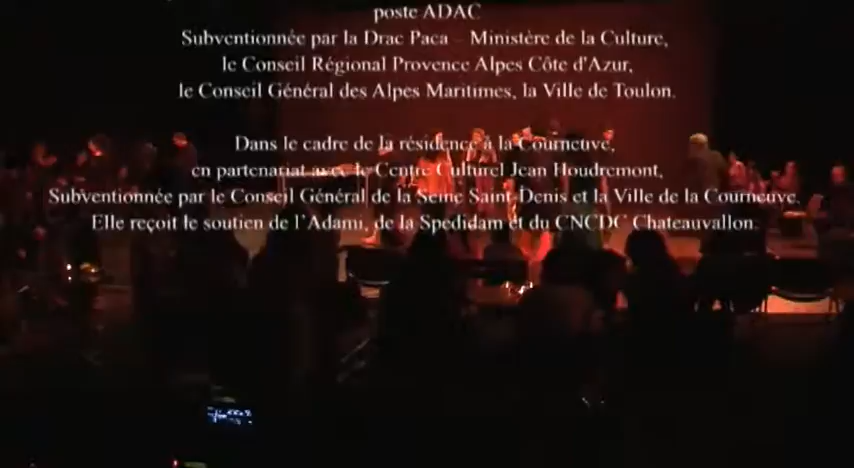 poste ADAC
Subventionnée par la Drac Paca - Ministère de la Culture,
le Conseil Régional Provence Alpes Côte d'Azur,
le Conseil Général des Alpes Maritimes, la Ville de Toulon.
Dans le cadre de la résidence à la Courneuve,
en partenariat avec le Centre Culturel Jean Houdremont,
Subventionnée par le Conseil Général de la Seine Saint-Denis et la Ville de la Courneuve.
Elle reçoit le soutien de l'Adami, de la Spedidam et du CNCDC Chateauvallon.